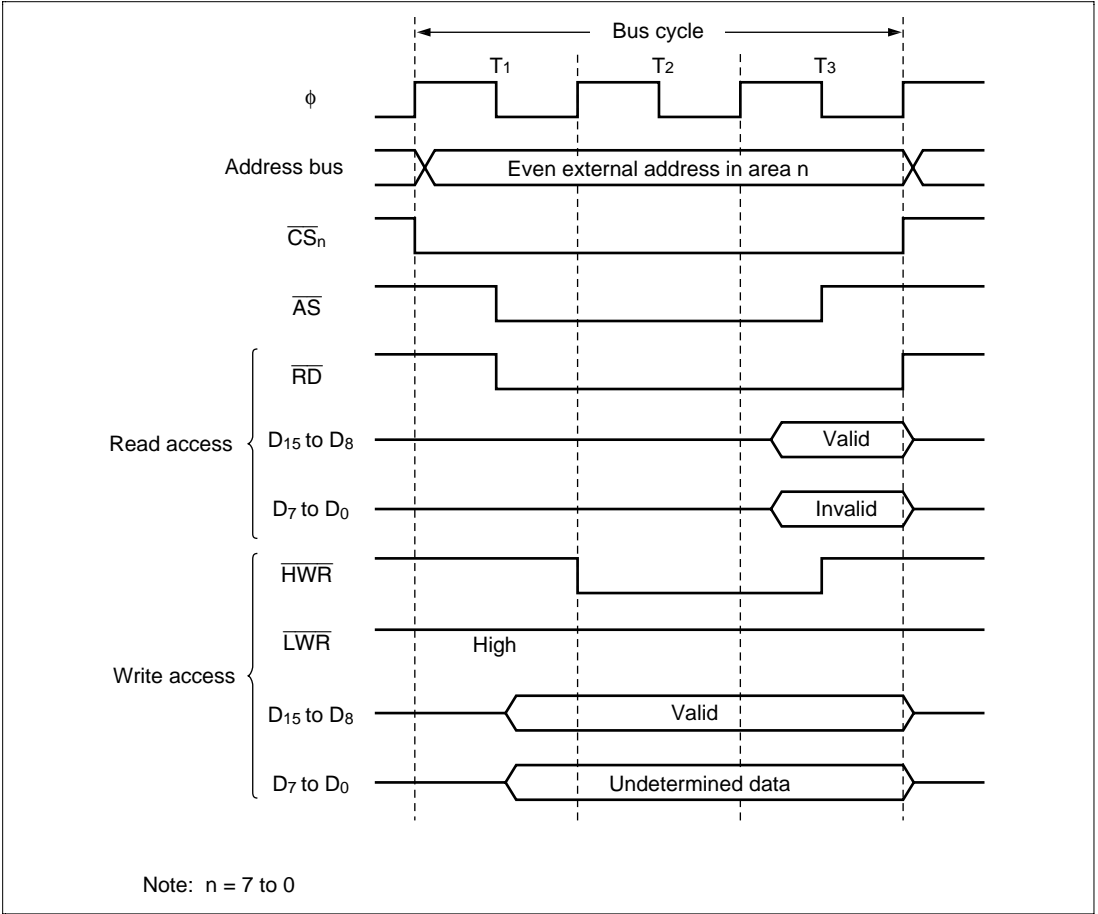 Bus cycle
T1 T2 T3
φ
Address bus Even external address in area n
CSn
AS
RD
Read access D15 to D8 Valid
D7 to D0 Invalid
HWR
LWR High
Write access
D15 to D8 Valid
D7 to D0 Undetermined data
Note: n = 7 to 0